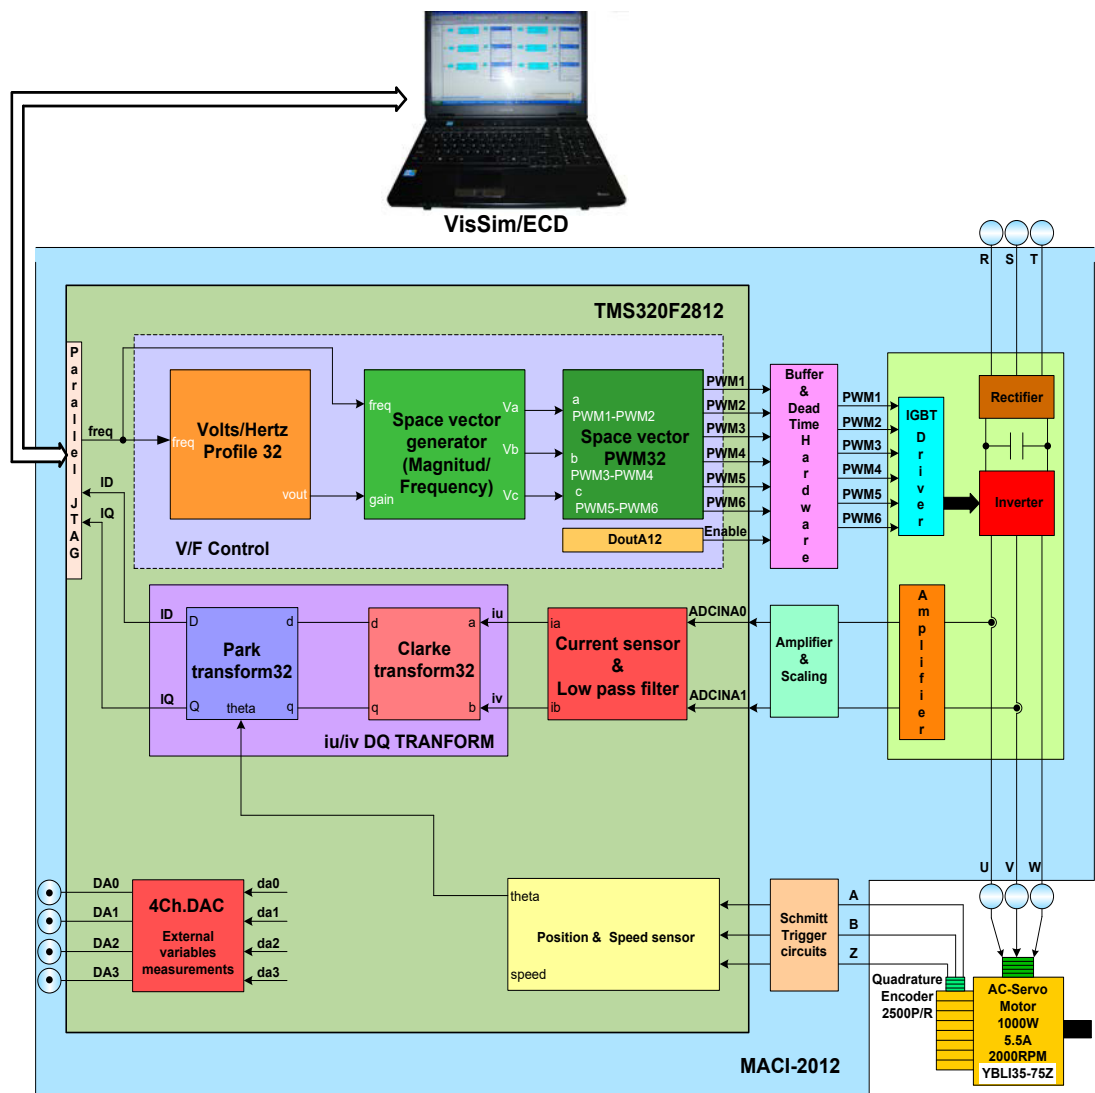 VisSim/ECD
R S T
TMS320F2812
Parallel JTAG
freq
ID
IQ
Volts/Hertz
Profile 32
freq
vout
Space vector
generator
(Magnitud/
Frequency)
freq
gain
Va
Vb
Vc
a
PWM1-PWM2
Space vector
PWM32
b
PWM3-PWM4
c
PWM5-PWM6
DoutA12
V/F Control
PWM1
PWM2
PWM3
PWM4
PWM5
PWM6
Enable
Buffer
&
Dead
Time
Hardware
PWM1
PWM2
PWM3
PWM4
PWM5
PWM6
IGBT
Driver
Rectifier
Inverter
ID
IQ
D
Park
transform32
Q
theta
d
q
d
Clarke
transform32
q
a
b
iu/iv DQ TRANFORM
iu
iv
ia
Current sensor
&
Low pass filter
ib
ADCINA0
ADCINA1
Amplifier
&
Scaling
Amplifier
U V W
DA0
DA1
DA2
DA3
4Ch.DAC
External
variables
measurements
da0
da1
da2
da3
theta
Position & Speed sensor
speed
Schmitt
Trigger
circuits
A
B
Z
Quadrature
Encoder
2500P/R
AC-Servo
Motor
1000W
5.5A
2000RPM
YBLI35-75Z
MACI-2012